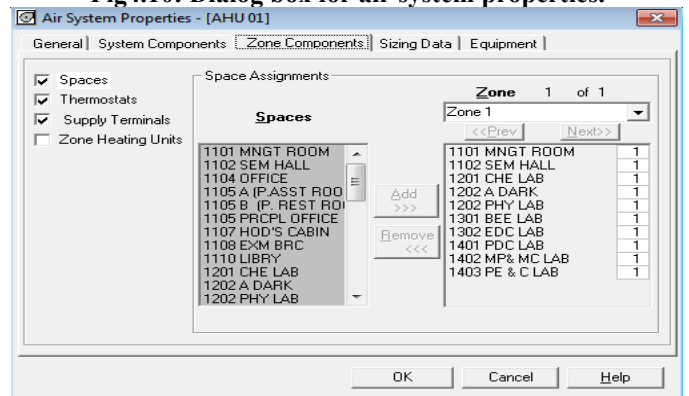 Fig4.10: Dialog box for air system properties.
Air System Properties - [AHU 01]
General System Components Zone Components Sizing Data Equipment
Spaces
Thermostats
Supply Terminals
Zone Heating Units
Space Assignments
Spaces
1101 MNGT ROOM
1102 SEM HALL
1104 OFFICE
1105 A (P.ASST ROO
1105 B (P. REST RO
1105 PRCPL OFFICE
1107 HOD'S CABIN
1108 EXM BRC
1110 LIBRY
1201 CHE LAB
1202 A DARK
1202 PHY LAB
Add
>>>
Remove
<<<
Zone 1 of 1
Zone 1
<<Prev Next>>
1101 MNGT ROOM 1
1102 SEM HALL 1
1201 CHE LAB 1
1202 A DARK 1
1202 PHY LAB 1
1301 BEE LAB 1
1302 EDC LAB 1
1401 PDC LAB 1
1402 MP& MC LAB 1
1403 PE & C LAB 1
OK Cancel Help